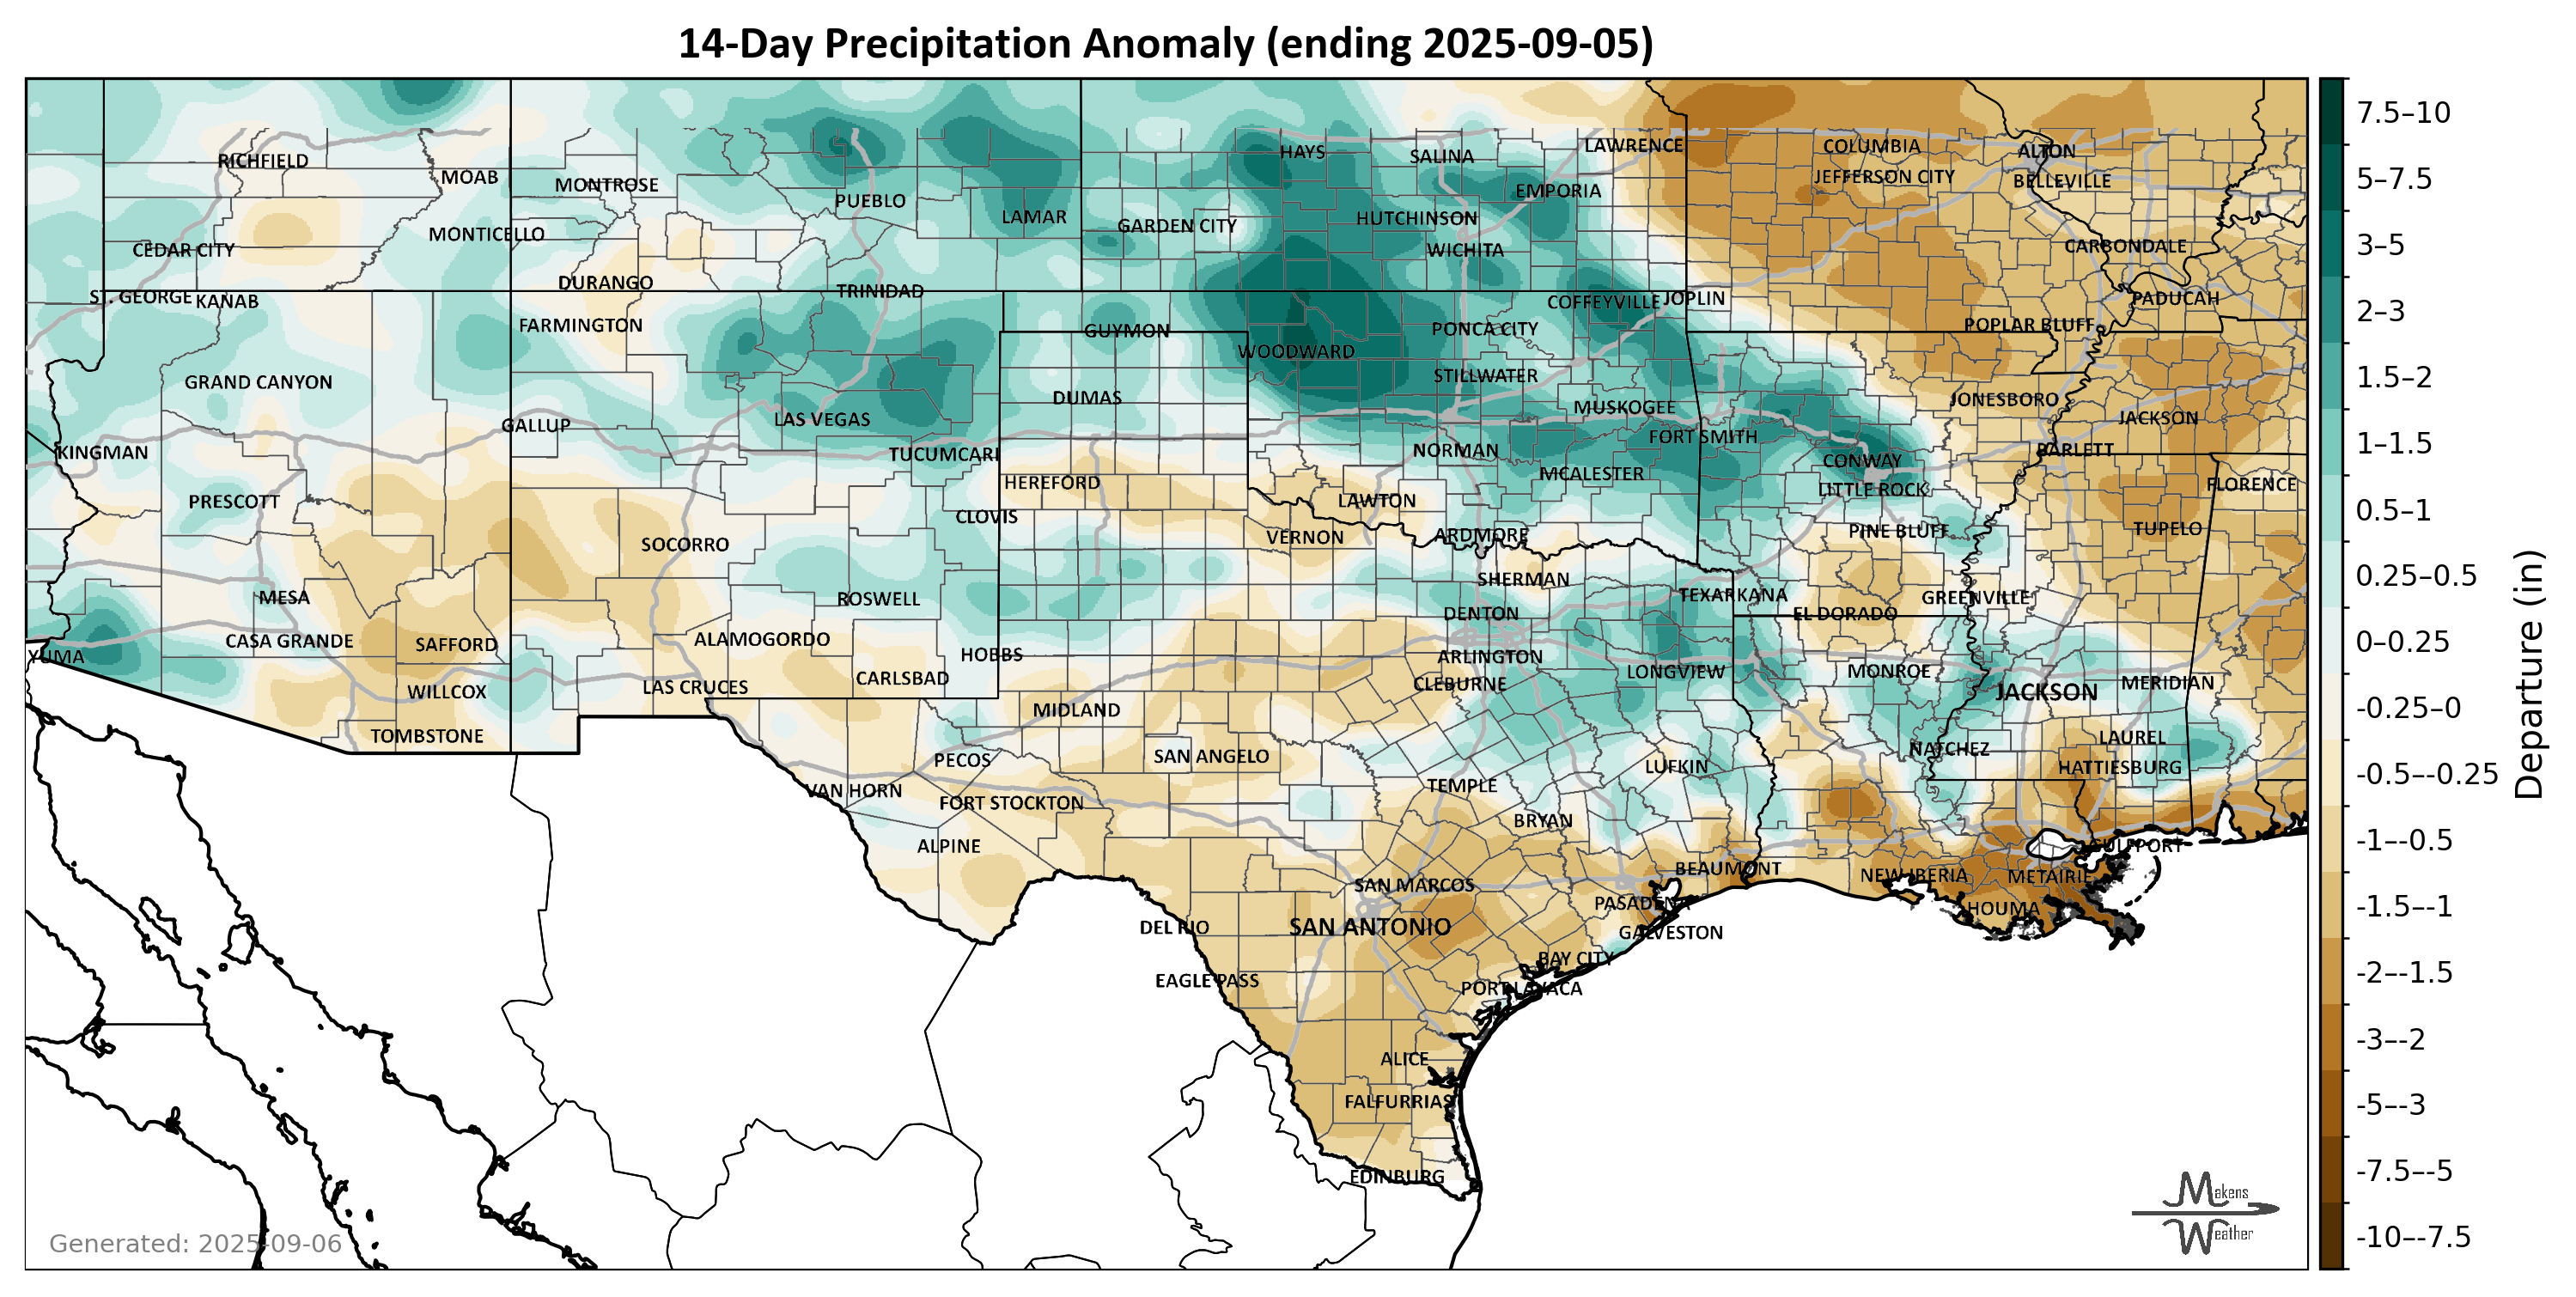 14-Day Precipitation Anomaly (ending 2025-09-05)
HAYS
SALINA
LAWRENCE
COLUMBIA
ALTON
RICHFIELD
MOAB
MONTROSE
PUEBLO
EMPORIA
JEFFERSON CITY
BELLEVILLE
LAMAR
GARDEN CITY
HUTCHINSON
WICHITA
CEDAR CITY
MONTICELLO
CARBONDALE
DURANGO
TRINIDAD
ST. GEORGE
KANAB
COFFEYVILLE
JOPLIN
PADUCAH
FARMINGTON
GUYMON
PONCA CITY
POPLAR BLUFF
WOODWARD
GRAND CANYON
DUMAS
STILLWATER
MUSKOGEE
JONESBORO
JACKSON
GALLUP
LAS VEGAS
KINGMAN
TUCUMCARI
NORMAN
FORT SMITH
BARLETT
PRESCOTT
HEREFORD
MCALESTER
CONWAY
LITTLE ROCK
FLORENCE
CLOVIS
LAWTON
SOCORRO
VERNON
ARDMORE
PINE BLUFF
TUPELO
MESA
ROSWELL
SHERMAN
TEXARKANA
GREENVILLE
CASA GRANDE
SAFFORD
ALAMOGORDO
DENTON
EL DORADO
YUMA
HOBBS
ARLINGTON
WILLCOX
LAS CRUCES
CARLSBAD
CLEBURNE
LONGVIEW
MONROE
JACKSON
MERIDIAN
TOMBSTONE
MIDLAND
PECOS
SAN ANGELO
LUFKIN
NATCHEZ
LAUREL
HATTIESBURG
VAN HORN
FORT STOCKTON
TEMPLE
BRYAN
ALPINE
GULFPORT
SAN MARCOS
BEAUMONT
NEW IBERIA
METAIRIE
DEL RIO
SAN ANTONIO
PASADENA
GALVESTON
HOUMA
EAGLE PASS
BAY CITY
PORT LAVACA
ALICE
FALFURRIAS
EDINBURG
7.5–10
5–7.5
3–5
2–3
1.5–2
1–1.5
0.5–1
0.25–0.5
0–0.25
-0.25–0
-0.5–-0.25
-1–-0.5
-1.5–-1
-2–-1.5
-3–-2
-5–-3
-7.5–-5
-10–-7.5
Departure (in)
Generated: 2025-09-06
Makens
Weather